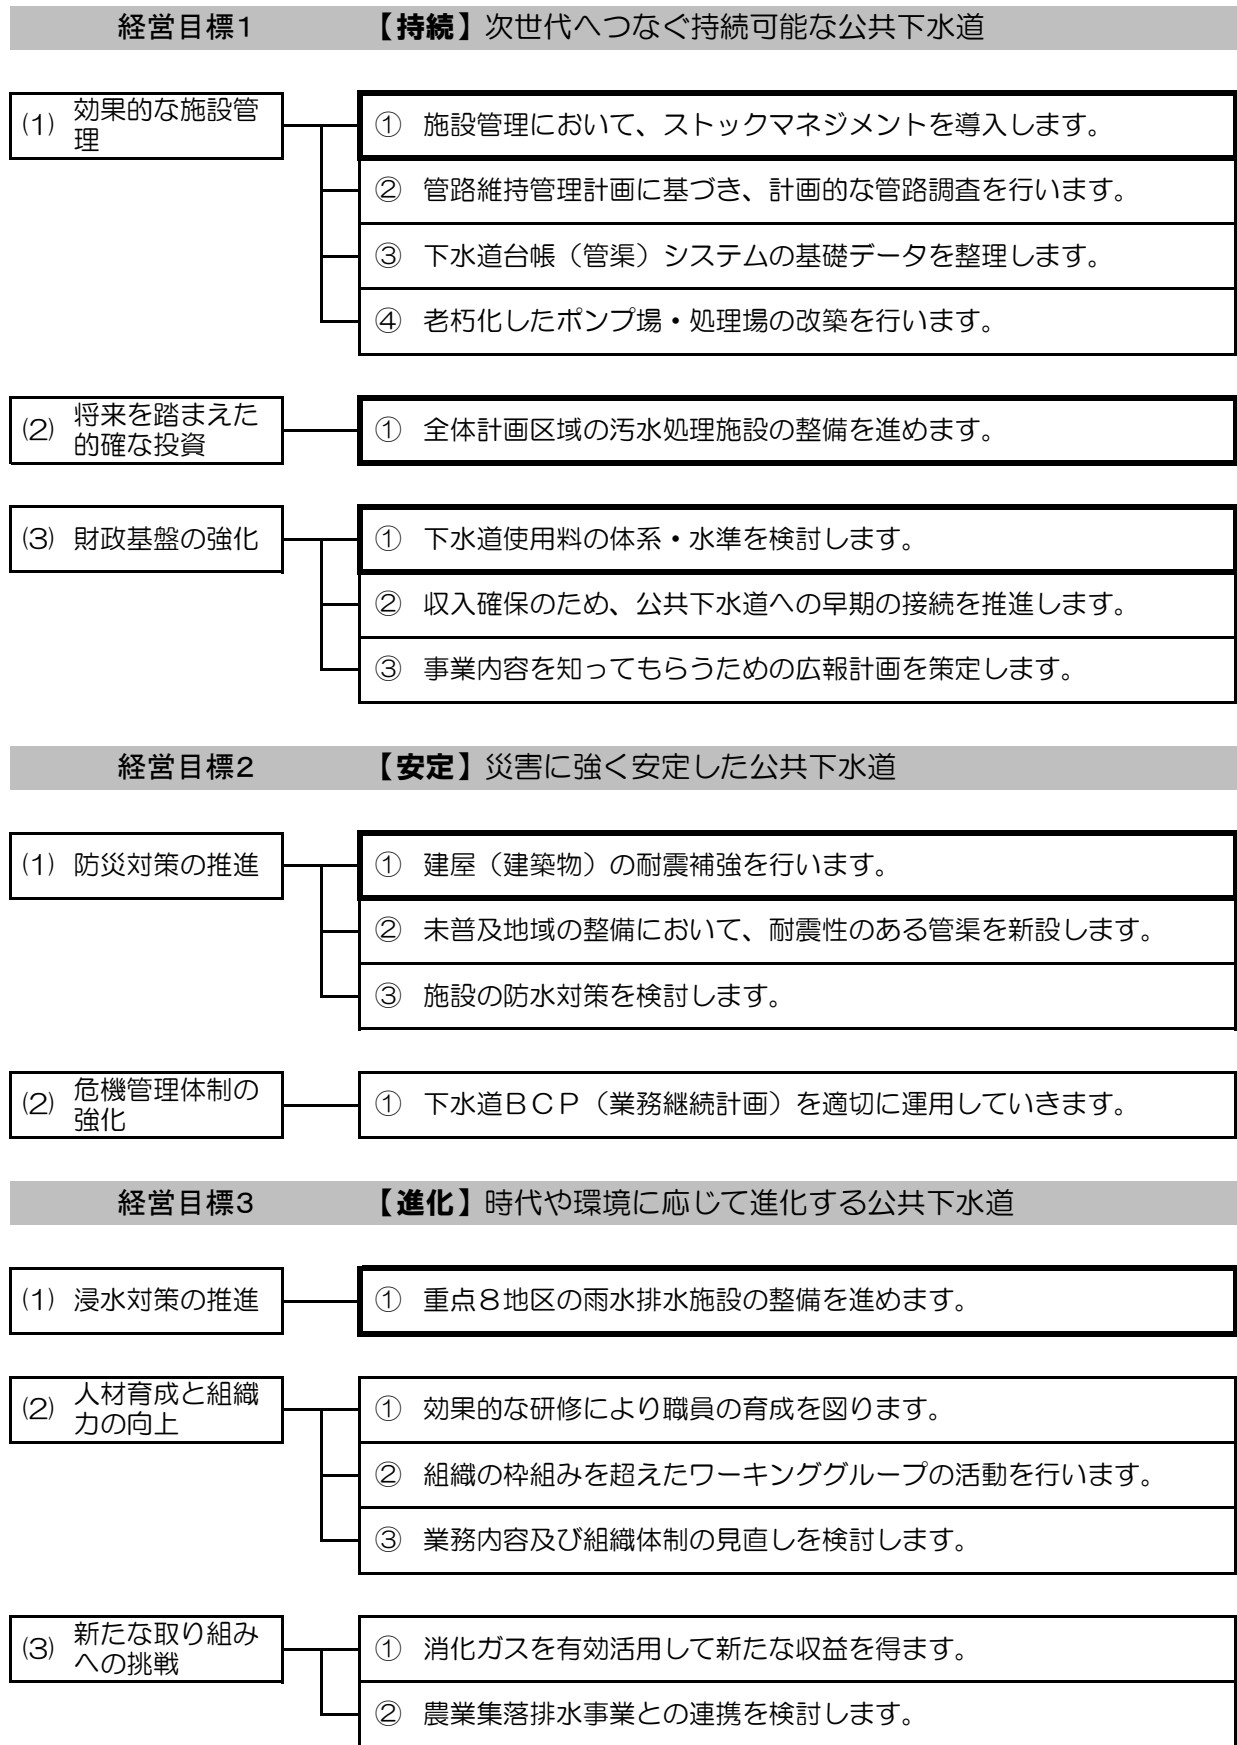 経営目標1 【持続】次世代へつなぐ持続可能な公共下水道
(1) 効果的な施設管
理
① 施設管理において、ストックマネジメントを導入します。
② 管路維持管理計画に基づき、計画的な管路調査を行います。
③ 下水道台帳（管渠）システムの基礎データを整理します。
④ 老朽化したポンプ場・処理場の改築を行います。
(2) 将来を踏まえた
的確な投資
① 全体計画区域の汚水処理施設の整備を進めます。
(3) 財政基盤の強化
① 下水道使用料の体系・水準を検討します。
② 収入確保のため、公共下水道への早期の接続を推進します。
③ 事業内容を知ってもらうための広報計画を策定します。
経営目標2 【安定】災害に強く安定した公共下水道
(1) 防災対策の推進
① 建屋（建築物）の耐震補強を行います。
② 未普及地域の整備において、耐震性のある管渠を新設します。
③ 施設の防水対策を検討します。
(2) 危機管理体制の
強化
① 下水道ＢＣＰ（業務継続計画）を適切に運用していきます。
経営目標3 【進化】時代や環境に応じて進化する公共下水道
(1) 浸水対策の推進
① 重点８地区の雨水排水施設の整備を進めます。
(2) 人材育成と組織
力の向上
① 効果的な研修により職員の育成を図ります。
② 組織の枠組みを超えたワーキンググループの活動を行います。
③ 業務内容及び組織体制の見直しを検討します。
(3) 新たな取り組み
への挑戦
① 消化ガスを有効活用して新たな収益を得ます。
② 農業集落排水事業との連携を検討します。